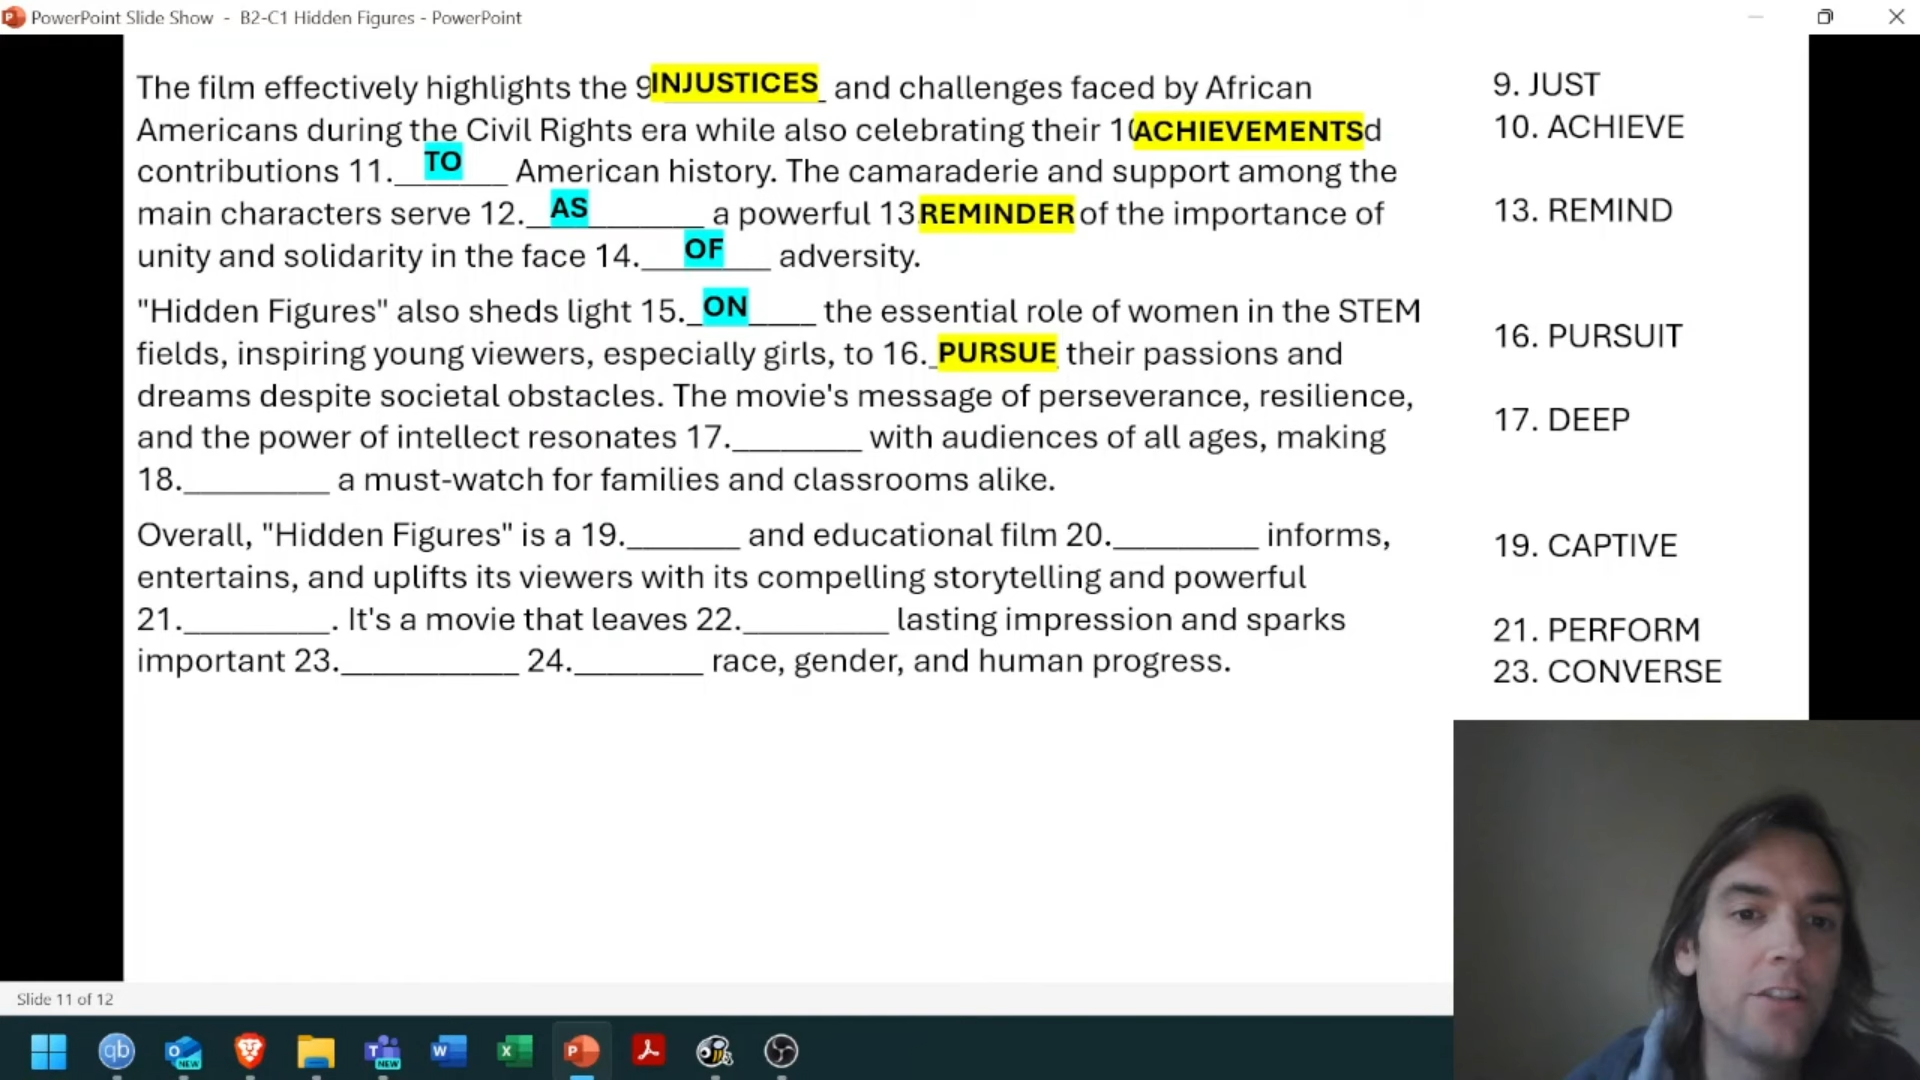 PowerPoint Slide Show - B2-C1 Hidden Figures - PowerPoint
The film effectively highlights the 9INJUSTICES_ and challenges faced by African
Americans during the Civil Rights era while also celebrating their 10ACHIEVEMENTSd
contributions 11.___TO___ American history. The camaraderie and support among the
main characters serve 12.__AS________ a powerful 13REMINDER of the importance of
unity and solidarity in the face 14.___OF___ adversity.
"Hidden Figures" also sheds light 15._ON____ the essential role of women in the STEM
fields, inspiring young viewers, especially girls, to 16._PURSUE their passions and
dreams despite societal obstacles. The movie's message of perseverance, resilience,
and the power of intellect resonates 17.________ with audiences of all ages, making
18._________ a must-watch for families and classrooms alike.
Overall, "Hidden Figures" is a 19._______ and educational film 20._________ informs,
entertains, and uplifts its viewers with its compelling storytelling and powerful
21._________. It's a movie that leaves 22._________ lasting impression and sparks
important 23.___________ 24.________ race, gender, and human progress.
9. JUST
10. ACHIEVE
13. REMIND
16. PURSUIT
17. DEEP
19. CAPTIVE
21. PERFORM
23. CONVERSE
Slide 11 of 12
qb
O
NEW
T
NEW
W
X
P